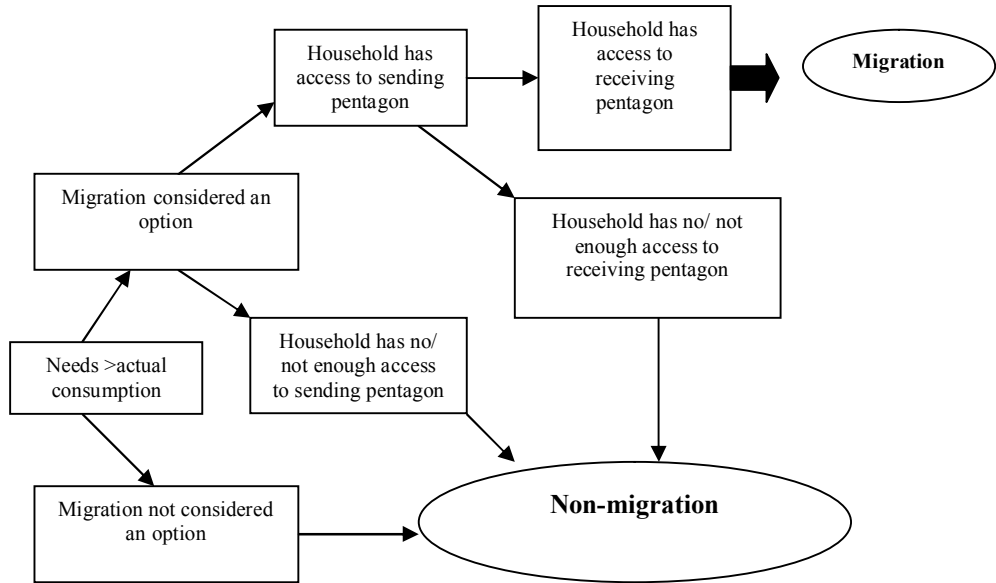 Household has
access to sending
pentagon
Household has
access to
receiving
pentagon
Migration
Migration considered an
option
Household has no/ not
enough access to
receiving pentagon
Needs >actual
consumption
Household has no/
not enough access
to sending pentagon
Migration not considered
an option
Non-migration